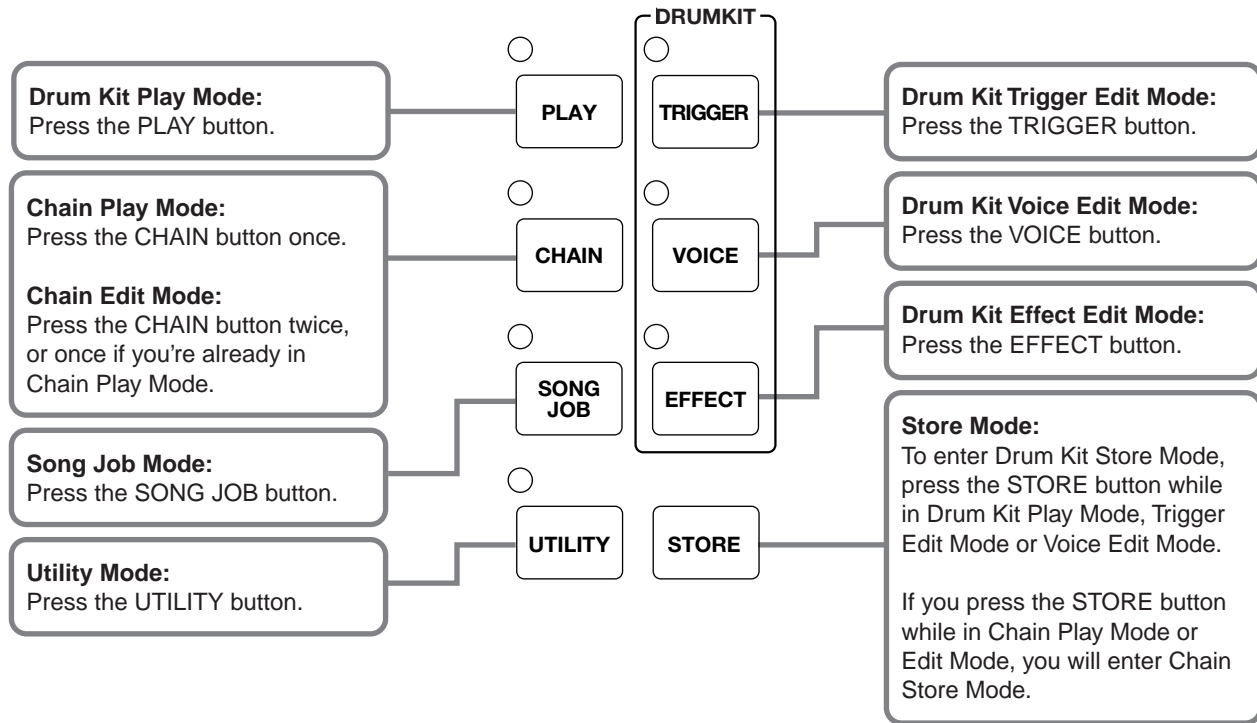 DRUMKIT
Drum Kit Play Mode:
Press the PLAY button.
Chain Play Mode:
Press the CHAIN button once.
Chain Edit Mode:
Press the CHAIN button twice,
or once if you're already in
Chain Play Mode.
Song Job Mode:
Press the SONG JOB button.
Utility Mode:
Press the UTILITY button.
PLAY
TRIGGER
CHAIN
VOICE
SONG
JOB
EFFECT
UTILITY
STORE
Drum Kit Trigger Edit Mode:
Press the TRIGGER button.
Drum Kit Voice Edit Mode:
Press the VOICE button.
Drum Kit Effect Edit Mode:
Press the EFFECT button.
Store Mode:
To enter Drum Kit Store Mode,
press the STORE button while
in Drum Kit Play Mode, Trigger
Edit Mode or Voice Edit Mode.
If you press the STORE button
while in Chain Play Mode or
Edit Mode, you will enter Chain
Store Mode.